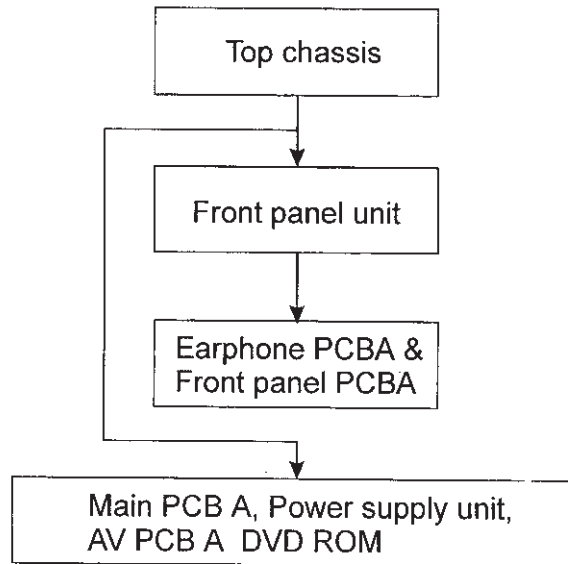 Top chassis
Front panel unit
Earphone PCBA &
Front panel PCBA
Main PCB A, Power supply unit,
AV PCB A DVD ROM